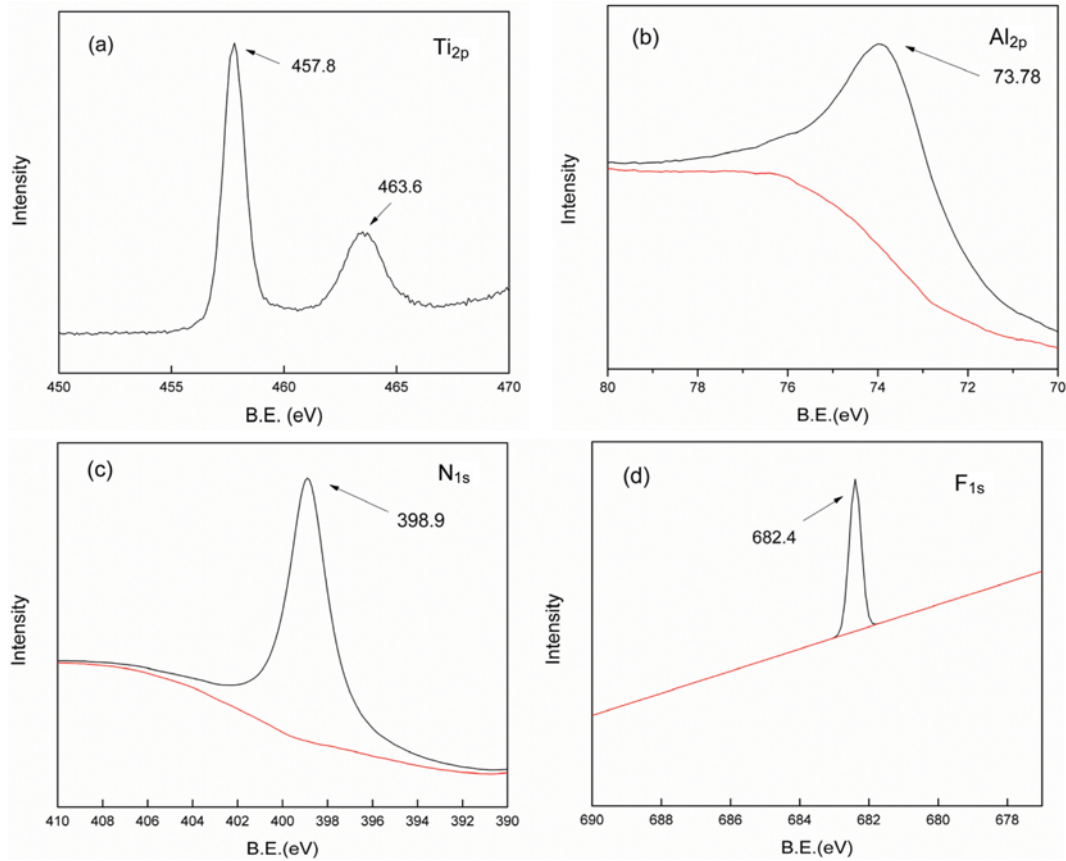 (a)
Ti2p
457.8
463.6
Intensity
450 455 460 465 470
B.E. (eV)
(b)
Al2p
73.78
Intensity
80 78 76 74 72 70
B.E. (eV)
(c)
N1s
398.9
Intensity
410 408 406 404 402 400 398 396 394 392 390
B.E.(eV)
(d)
F1s
682.4
Intensity
690 688 686 684 682 680 678
B.E.(eV)